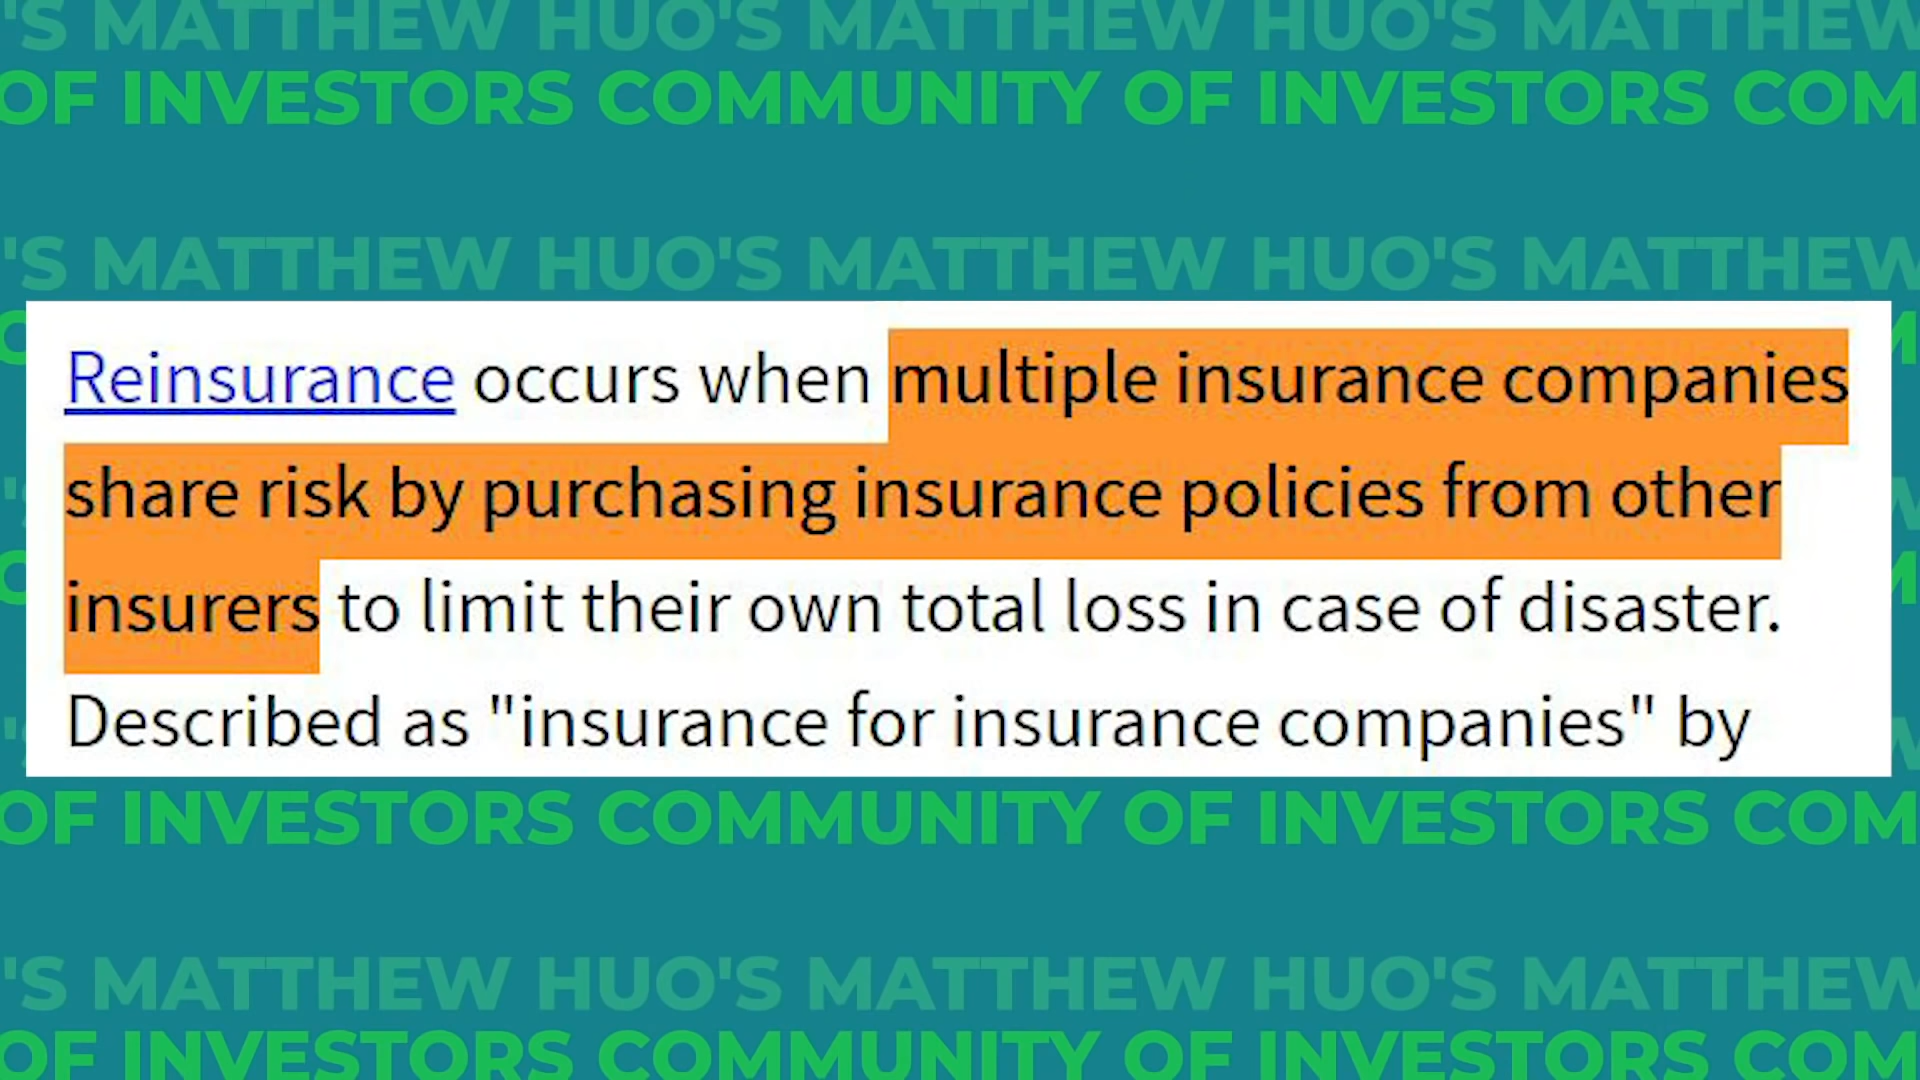 'S MATTHEW HUO'S MATTHEW HUO'S MATTHEW
OF INVESTORS COMMUNITY OF INVESTORS COM
'S MATTHEW HUO'S MATTHEW HUO'S MATTHEW
Reinsurance occurs when multiple insurance companies
share risk by purchasing insurance policies from other
insurers to limit their own total loss in case of disaster.
Described as "insurance for insurance companies" by
OF INVESTORS COMMUNITY OF INVESTORS COM
'S MATTHEW HUO'S MATTHEW HUO'S MATTHEW
OF INVESTORS COMMUNITY OF INVESTORS COM